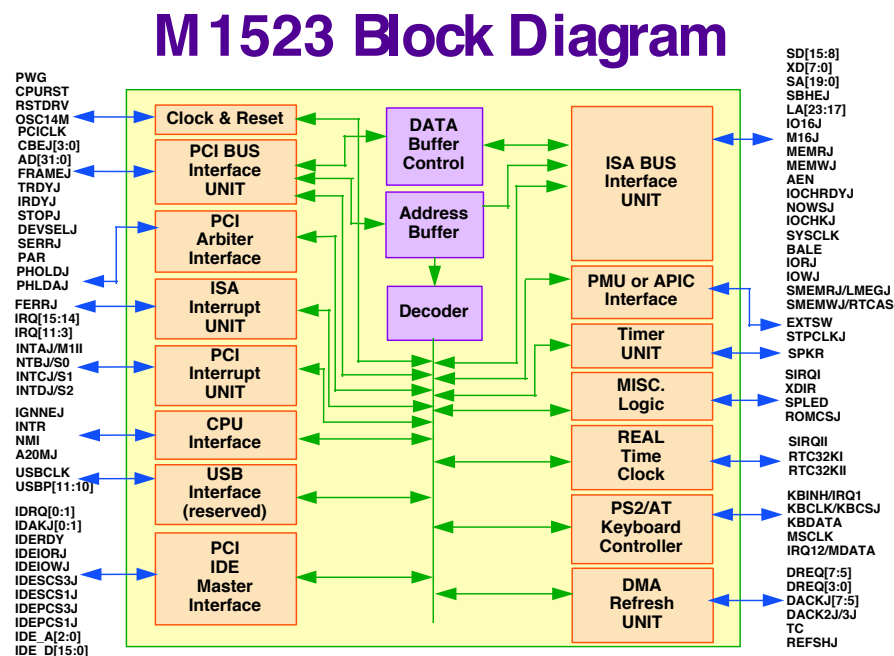 M1523 Block Diagram
PWG
CPURST
RSTDRV
OSC14M
PCICLK
CBEJ[3:0]
AD[31:0]
FRAMEJ
TRDYJ
IRDYJ
STOPJ
DEVSELJ
SERRJ
PAR
PHOLDJ
PHLDAJ
FERRJ
IRQ[15:14]
IRQ[11:3]
INTAJ/M1II
NTBJ/S0
INTCJ/S1
INTDJ/S2
IGNNEJ
INTR
NMI
A20MJ
USBCLK
USBP[11:10]
IDRQ[0:1]
IDAKJ[0:1]
IDERDY
IDEIORJ
IDEIOWJ
IDESCS3J
IDESCS1J
IDEPCS3J
IDEPCS1J
IDE_A[2:0]
IDE_D[15:0]
Clock & Reset
PCI BUS
Interface
UNIT
PCI
Arbiter
Interface
ISA
Interrupt
UNIT
PCI
Interrupt
UNIT
CPU
Interface
USB
Interface
(reserved)
PCI
IDE
Master
Interface
DATA
Buffer
Control
Address
Buffer
Decoder
ISA BUS
Interface
UNIT
PMU or APIC
Interface
Timer
UNIT
MISC.
Logic
REAL
Time
Clock
PS2/AT
Keyboard
Controller
DMA
Refresh
UNIT
SD[15:8]
XD[7:0]
SA[19:0]
SBHEJ
LA[23:17]
IO16J
M16J
MEMRJ
MEMWJ
AEN
IOCHRDYJ
NOWSJ
IOCHKJ
SYSCLK
BALE
IORJ
IOWJ
SMEMRJ/LMEGJ
SMEMWJ/RTCAS
EXTSW
STPCLKJ
SPKR
SIRQI
XDIR
SPLED
ROMCSJ
SIRQII
RTC32KI
RTC32KII
KBINH/IRQ1
KBCLK/KBCSJ
KBDATA
MSCLK
IRQ12/MDATA
DREQ[7:5]
DREQ[3:0]
DACKJ[7:5]
DACK2J/3J
TC
REFSHJ